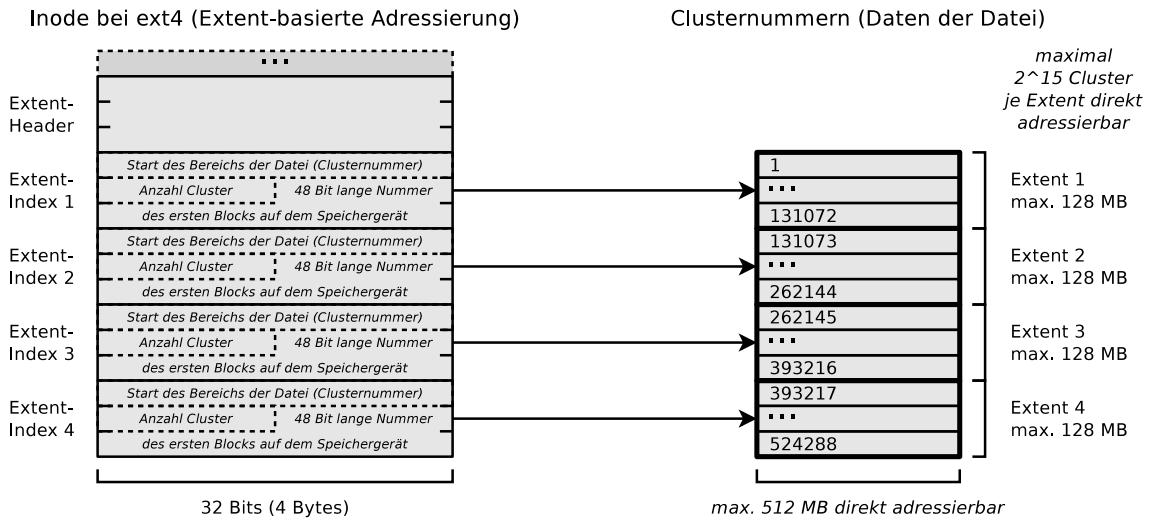 Inode bei ext4 (Extent-basierte Adressierung)
Clusternummern (Daten der Datei)
...
maximal
2^15 Cluster
je Extent direkt
adressierbar
Extent-
Header
Extent-
Index 1
Start des Bereichs der Datei (Clusternummer)
Anzahl Cluster
48 Bit lange Nummer
des ersten Blocks auf dem Speichergerät
1
...
131072
Extent 1
max. 128 MB
Extent-
Index 2
Start des Bereichs der Datei (Clusternummer)
Anzahl Cluster
48 Bit lange Nummer
des ersten Blocks auf dem Speichergerät
131073
...
262144
Extent 2
max. 128 MB
Extent-
Index 3
Start des Bereichs der Datei (Clusternummer)
Anzahl Cluster
48 Bit lange Nummer
des ersten Blocks auf dem Speichergerät
262145
...
393216
Extent 3
max. 128 MB
Extent-
Index 4
Start des Bereichs der Datei (Clusternummer)
Anzahl Cluster
48 Bit lange Nummer
des ersten Blocks auf dem Speichergerät
393217
...
524288
Extent 4
max. 128 MB
32 Bits (4 Bytes)
max. 512 MB direkt adressierbar